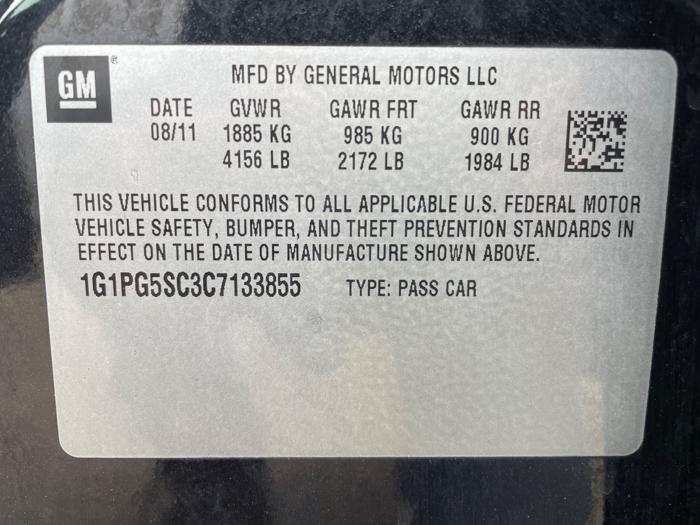 GM®
MFD BY GENERAL MOTORS LLC
DATE GVWR GAWR FRT GAWR RR
08/11 1885 KG 985 KG 900 KG
4156 LB 2172 LB 1984 LB
THIS VEHICLE CONFORMS TO ALL APPLICABLE U.S. FEDERAL MOTOR
VEHICLE SAFETY, BUMPER, AND THEFT PREVENTION STANDARDS IN
EFFECT ON THE DATE OF MANUFACTURE SHOWN ABOVE.
1G1PG5SC3C7133855 TYPE: PASS CAR